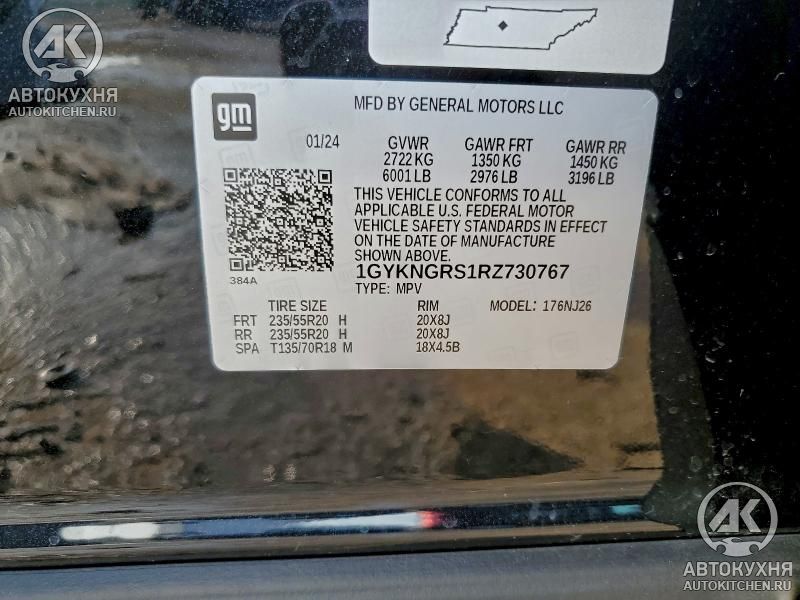 АВТОКУХНЯ
AUTOKITCHEN.RU
gm
MFD BY GENERAL MOTORS LLC
01/24 GVWR GAWR FRT GAWR RR
2722 KG 1350 KG 1450 KG
6001 LB 2976 LB 3196 LB
THIS VEHICLE CONFORMS TO ALL
APPLICABLE U.S. FEDERAL MOTOR
VEHICLE SAFETY STANDARDS IN EFFECT
ON THE DATE OF MANUFACTURE
SHOWN ABOVE.
384A
1GYKNGRS1RZ730767
TYPE: MPV
TIRE SIZE RIM MODEL: 176NJ26
FRT 235/55R20 H 20X8J
RR 235/55R20 H 20X8J
SPA T135/70R18 M 18X4.5B
АВТОКУХНЯ
AUTOKITCHEN.RU